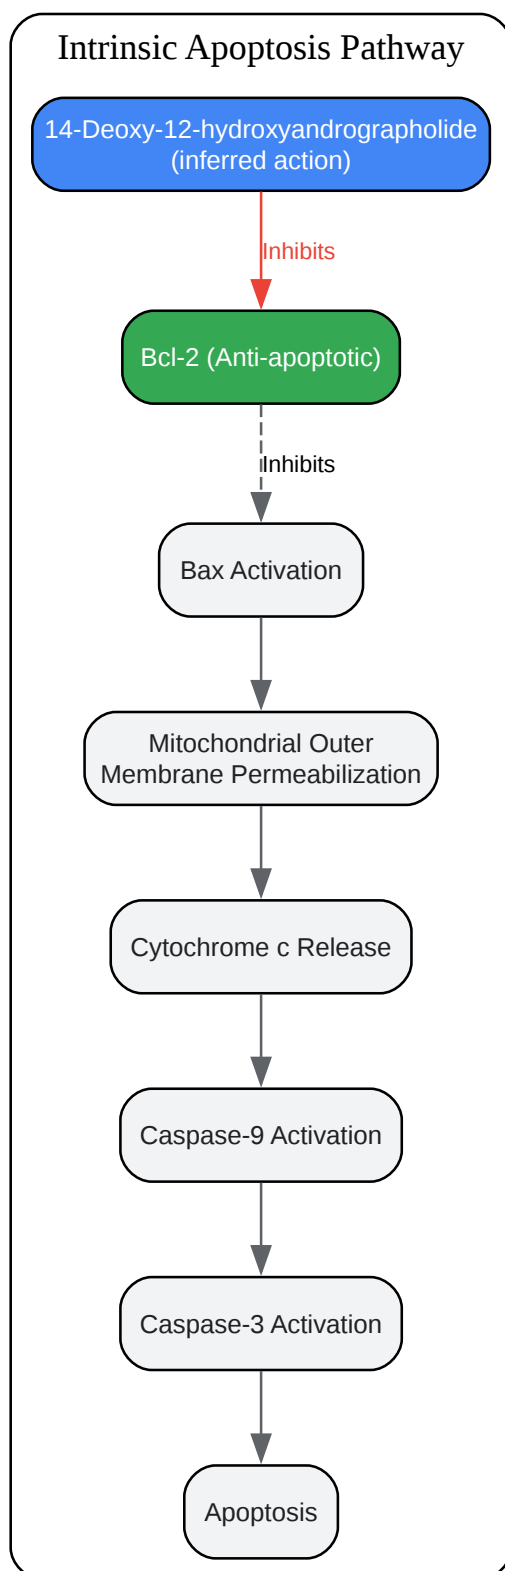 Intrinsic Apoptosis Pathway
14-Deoxy-12-hydroxyandrographolide
(inferred action)
Inhibits
Bcl-2 (Anti-apoptotic)
Inhibits
Bax Activation
Mitochondrial Outer
Membrane Permeabilization
Cytochrome c Release
Caspase-9 Activation
Caspase-3 Activation
Apoptosis